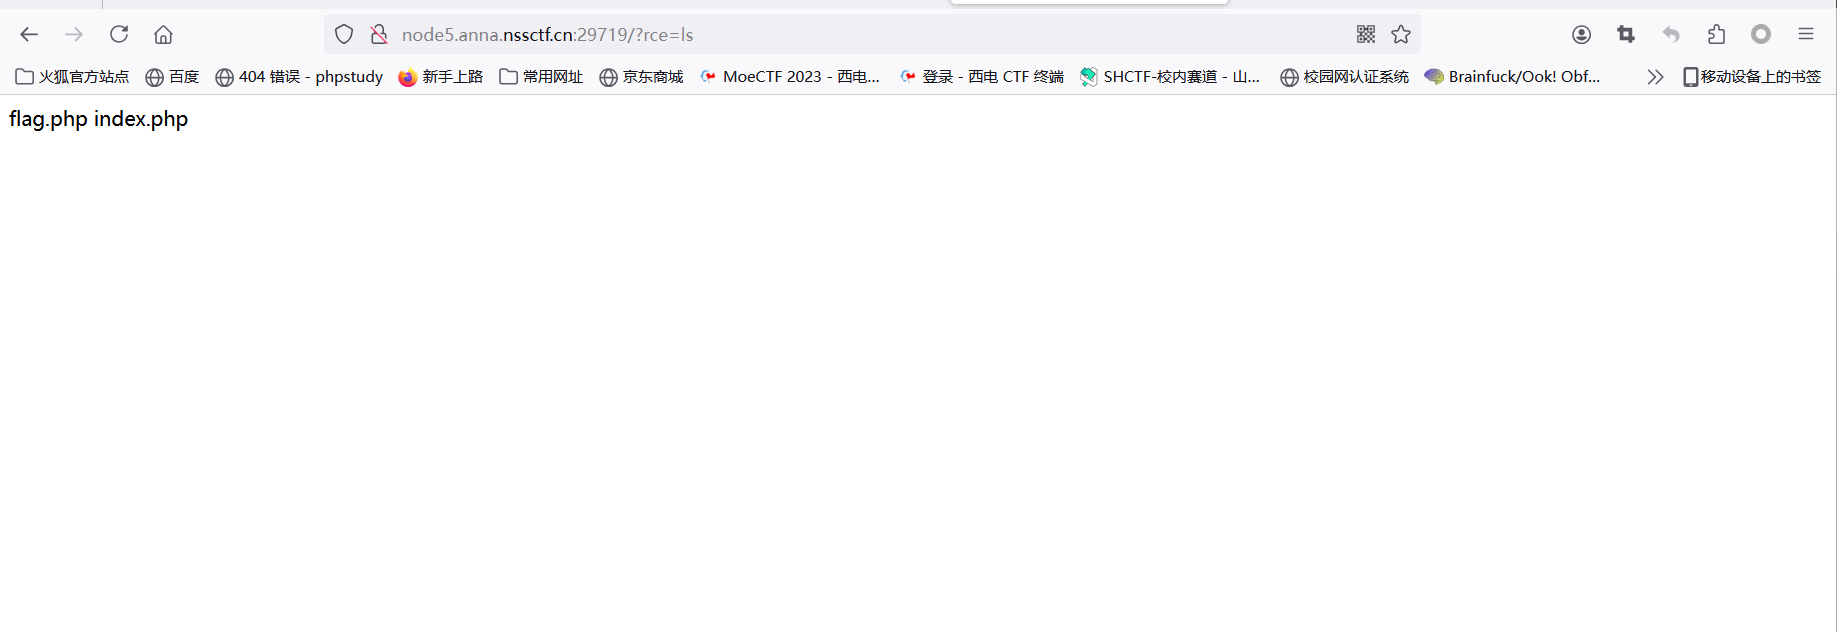 node5.anna.nssctf.cn:29719/?rce=ls
火狐官方站点 百度 404 错误 - phpstudy 新手上路 常用网址 京东商城 MoeCTF 2023 - 西电... 登录 - 西电 CTF 终端 SHCTF-校内赛道 - 山... 校园网认证系统 Brainfuck/Ook! Obf... 移动设备上的书签
flag.php index.php